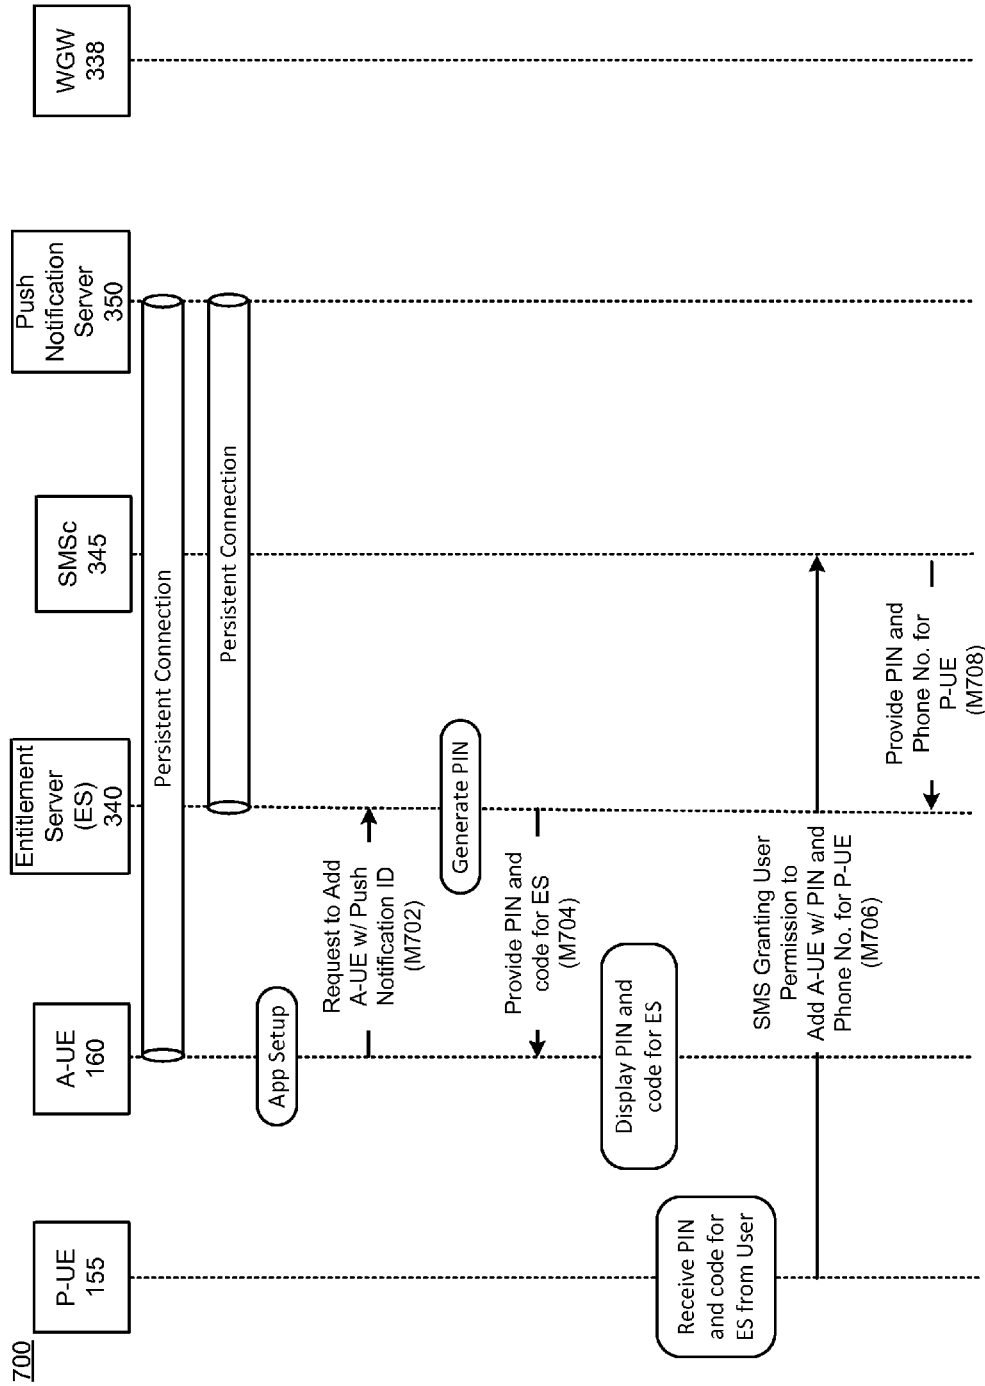 700
P-UE
155
A-UE
160
Entitlement
Server
(ES)
340
SMSc
345
Push
Notification
Server
350
WGW
338
Persistent Connection
Persistent Connection
App Setup
Request to Add
A-UE w/ Push
Notification ID
(M702)
Generate PIN
Provide PIN and
code for ES
(M704)
Display PIN and
code for ES
Receive PIN
and code for
ES from User
SMS Granting User
Permission to
Add A-UE w/ PIN and
Phone No. for P-UE
(M706)
Provide PIN and
Phone No. for
P-UE
(M708)